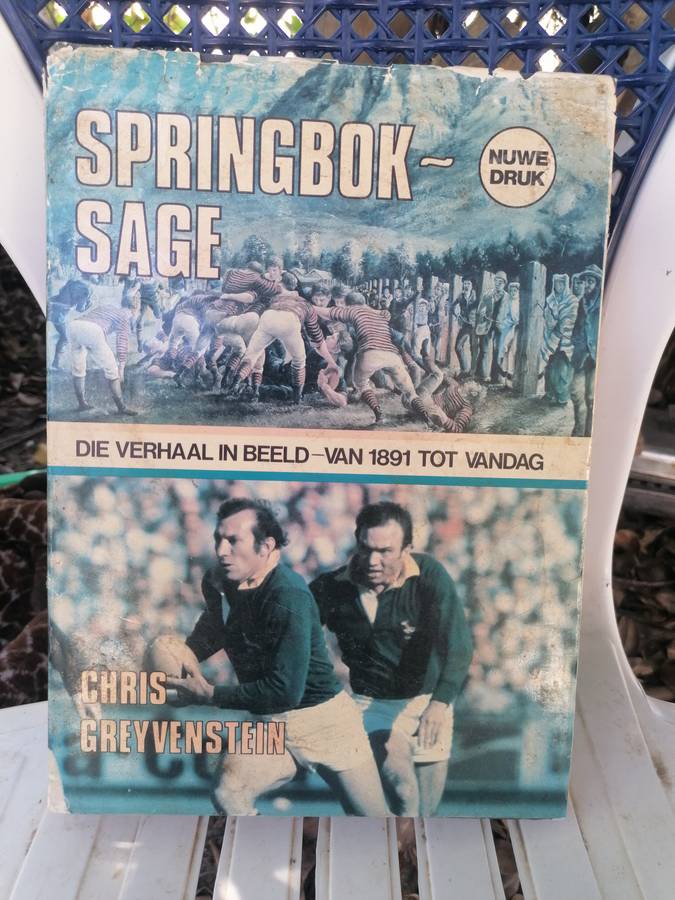 SPRINGBOK~
SAGE
NUWE
DRUK
DIE VERHAAL IN BEELD–VAN 1891 TOT VANDAG
CHRIS
GREYVENSTEIN